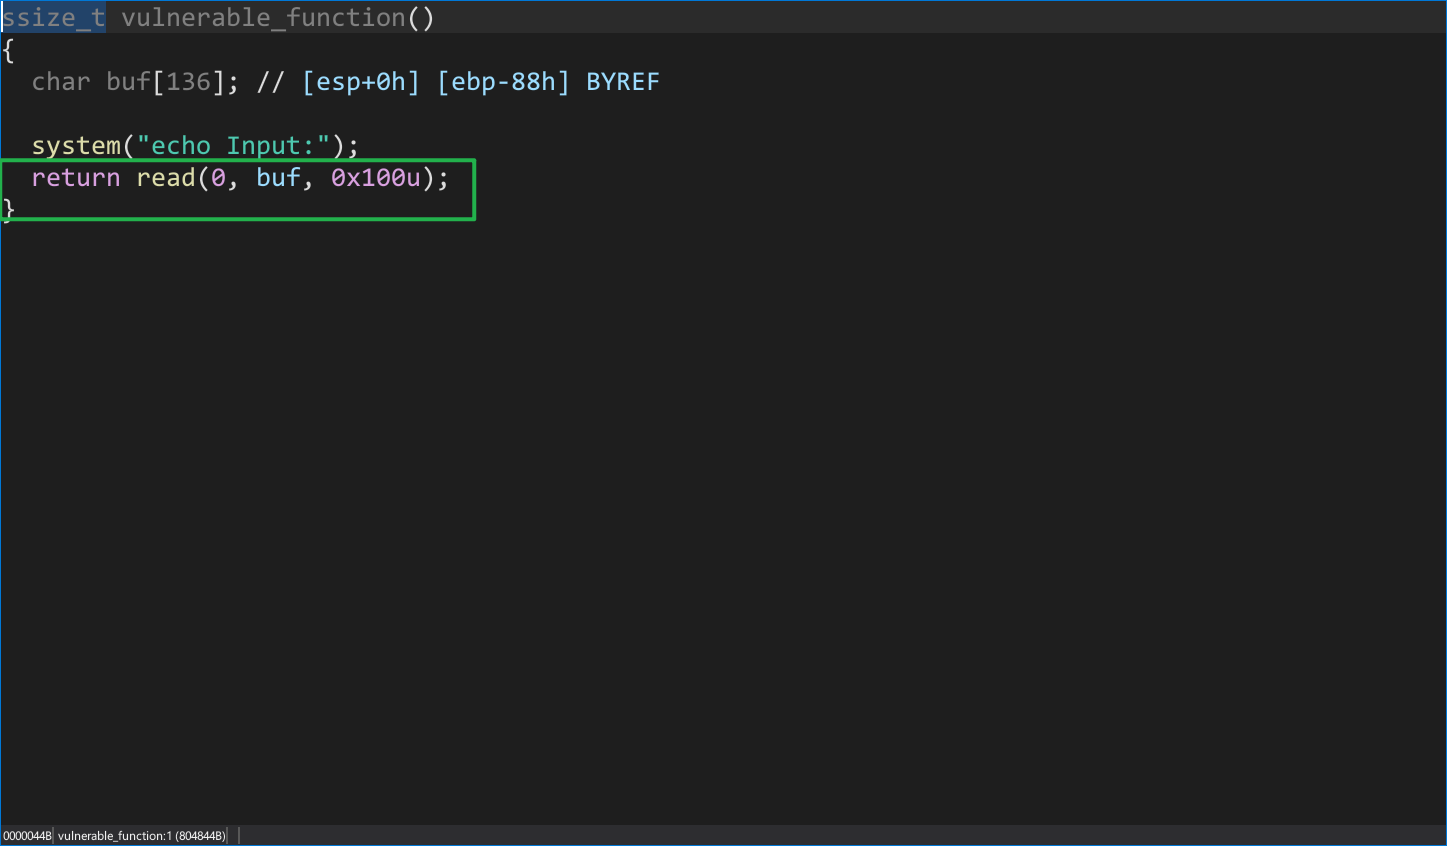 ssize_t vulnerable_function()
{
char buf[136]; // [esp+0h] [ebp-88h] BYREF
system("echo Input:");
return read(0, buf, 0x100u);
}
0000044B vulnerable_function:1 (804844B)